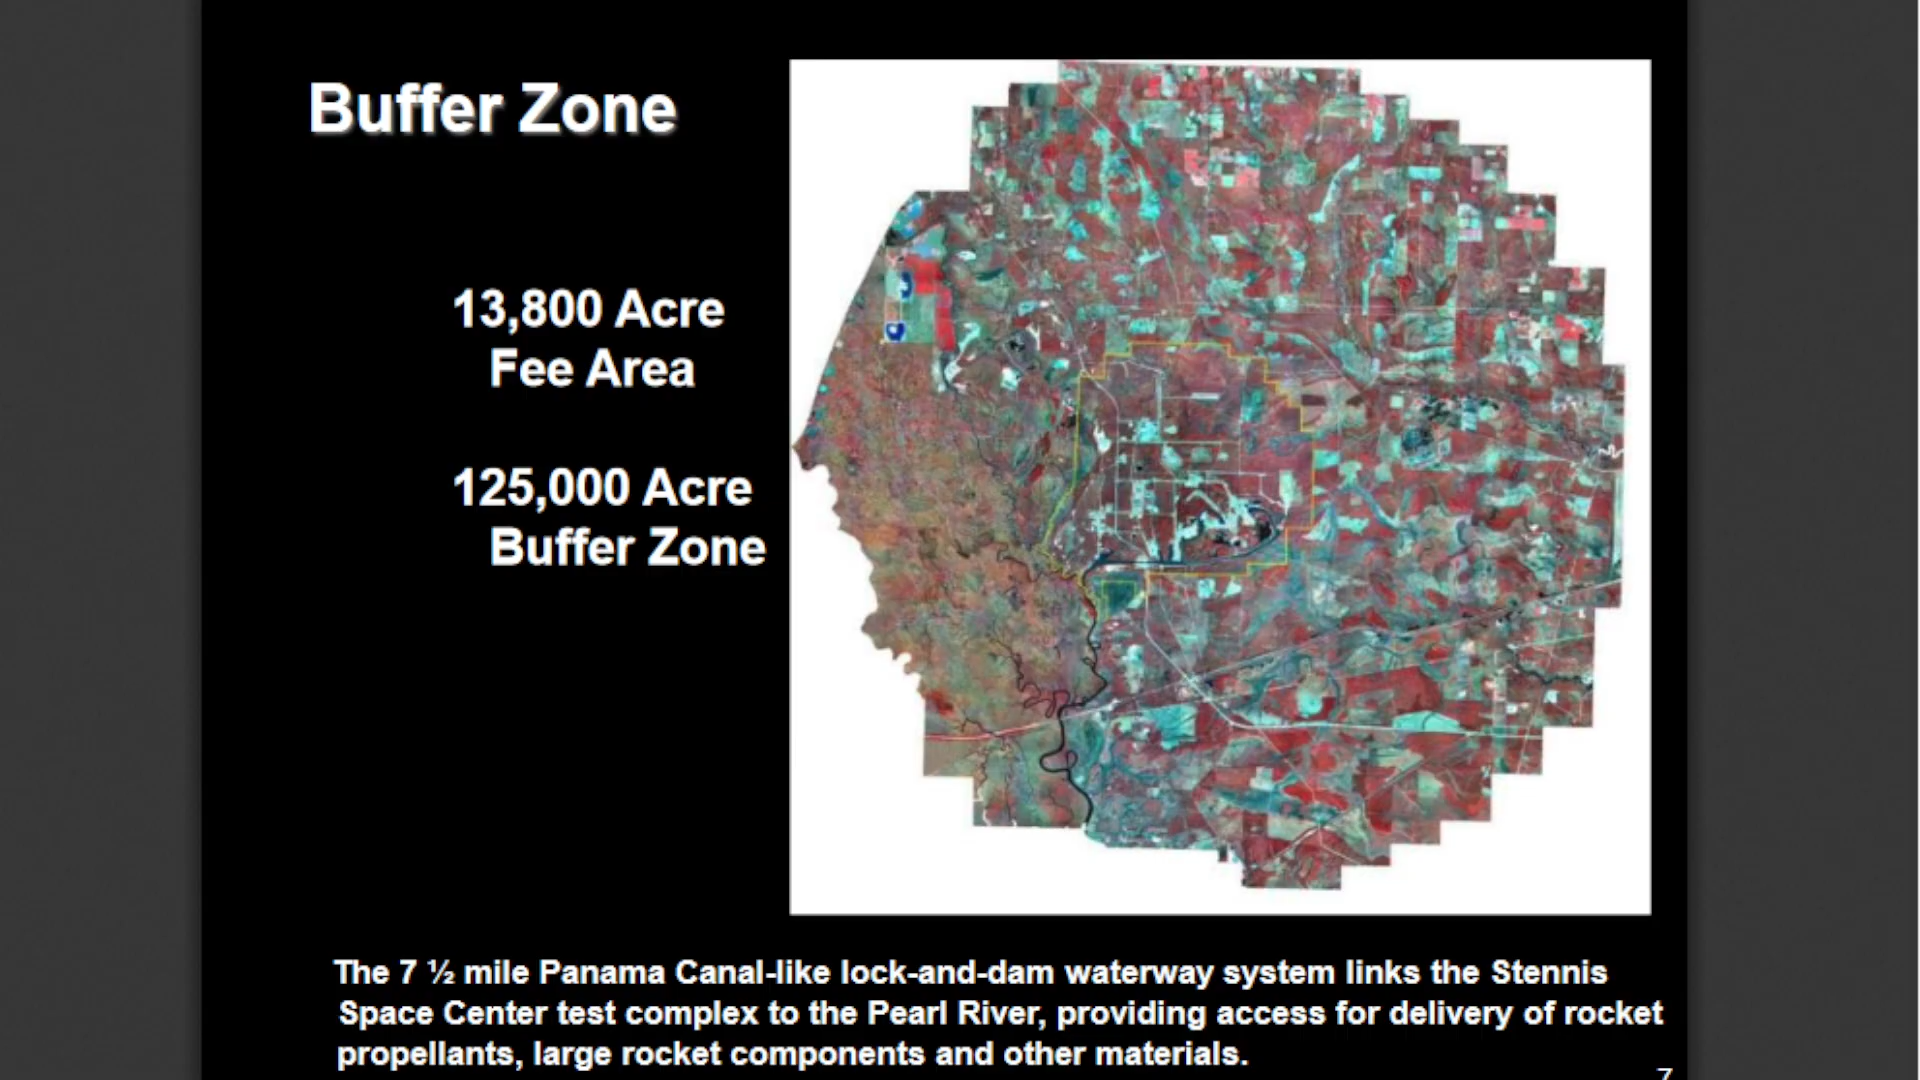 Buffer Zone
13,800 Acre
Fee Area
125,000 Acre
Buffer Zone
The 7 ½ mile Panama Canal-like lock-and-dam waterway system links the Stennis
Space Center test complex to the Pearl River, providing access for delivery of rocket
propellants, large rocket components and other materials.
7